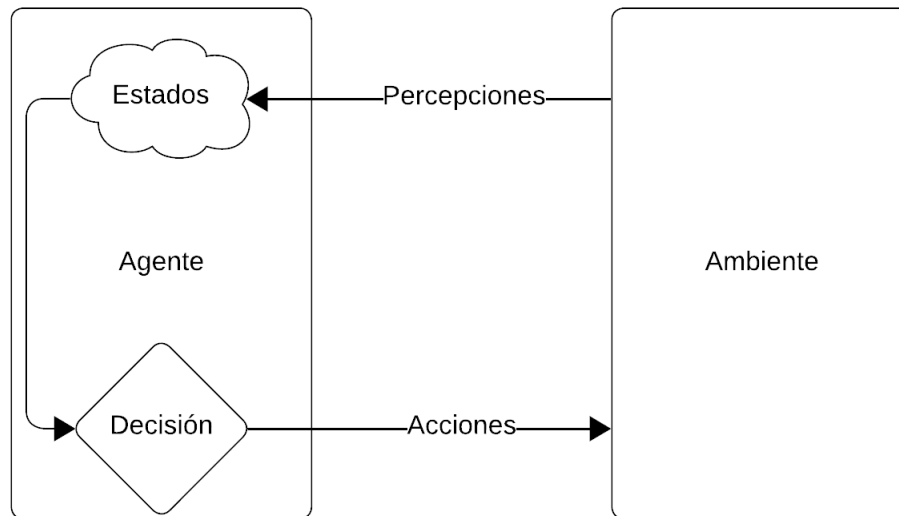 Estados
Percepciones
Agente
Ambiente
Decisión
Acciones